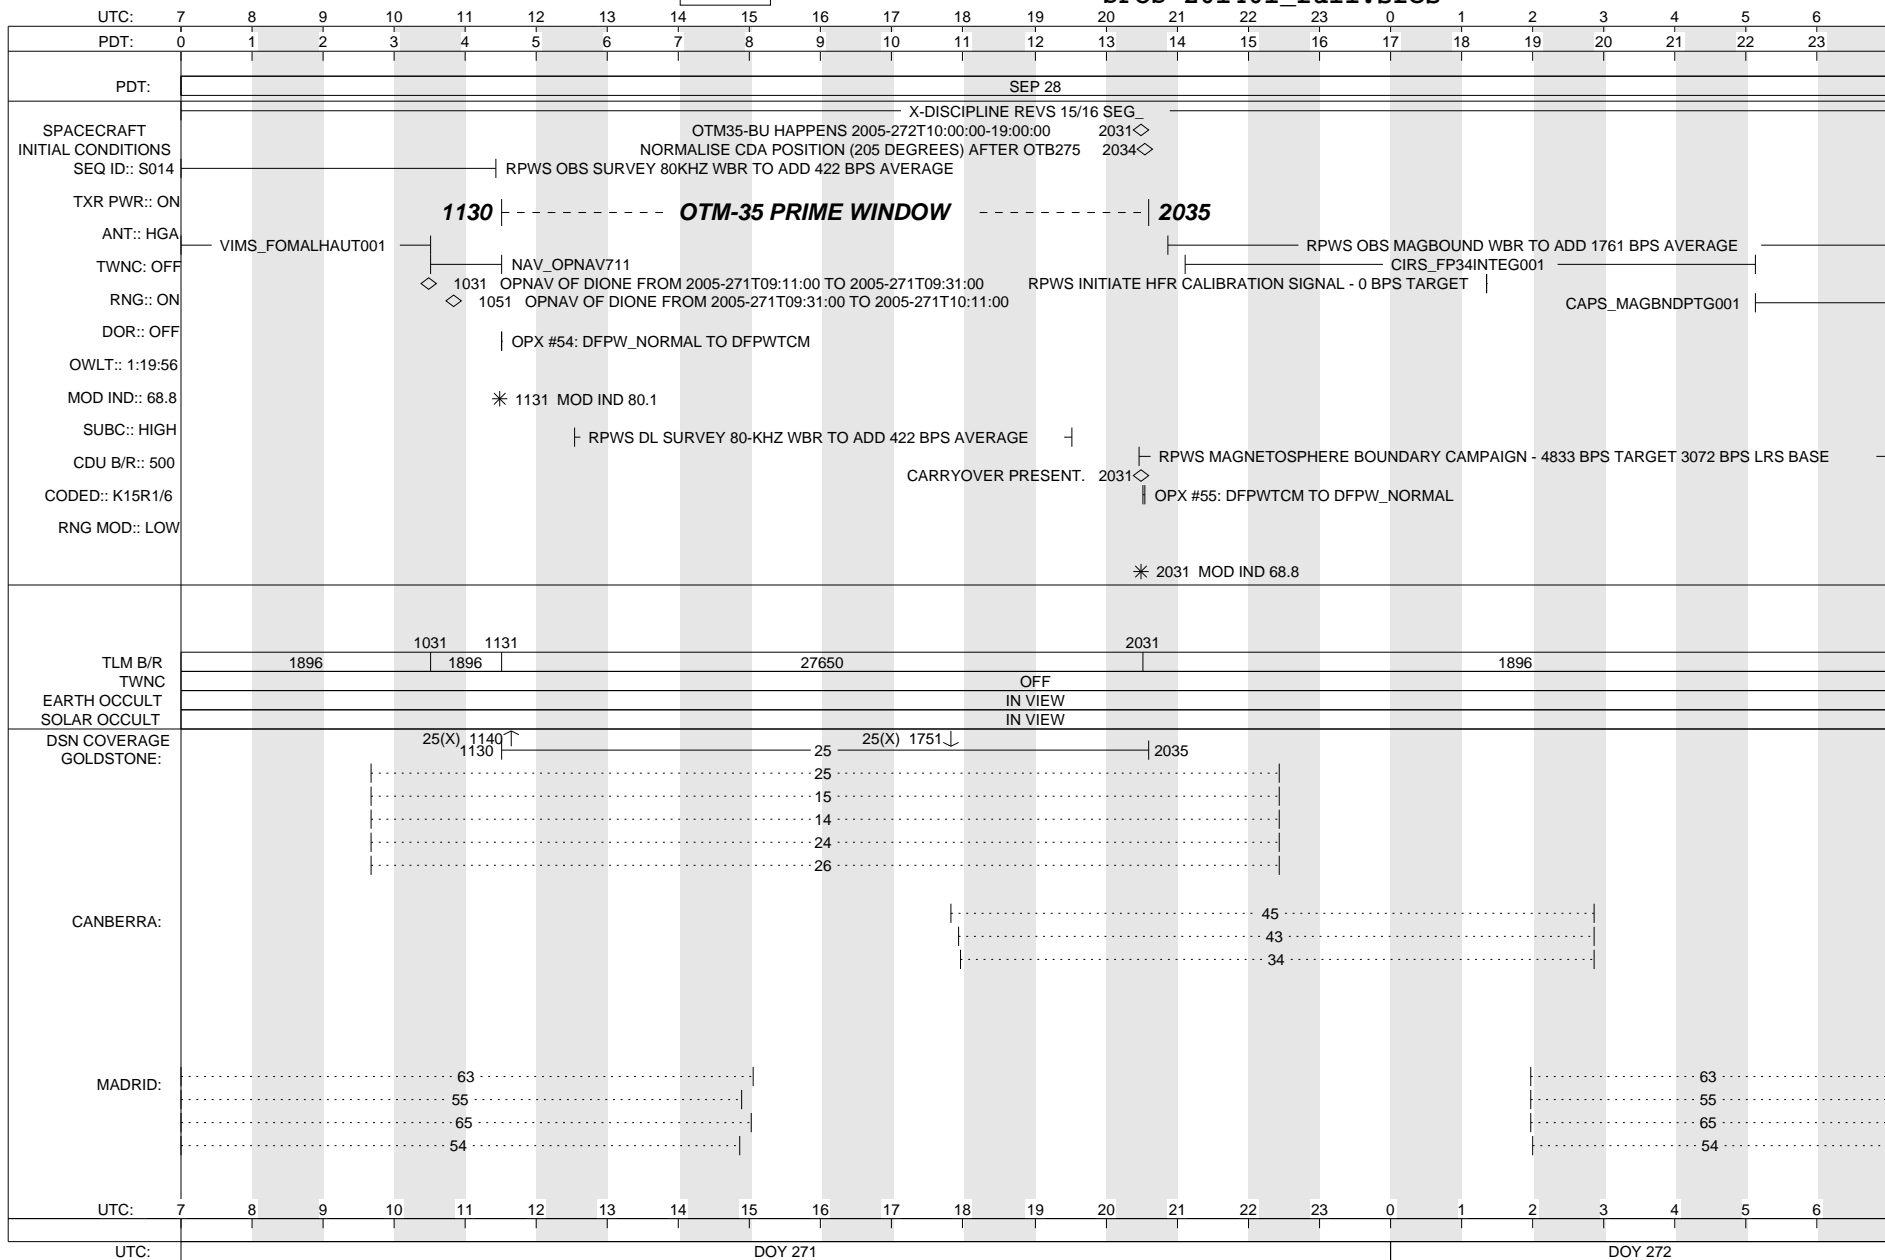 UTC: 7 8 9 10 11 12 13 14 15 16 17 18 19 20 21 22 23 0 1 2 3 4 5 6
PDT: 0 1 2 3 4 5 6 7 8 9 10 11 12 13 14 15 16 17 18 19 20 21 22 23
PDT: SEP 28
X-DISCIPLINE REVS 15/16 SEG_
SPACECRAFT
INITIAL CONDITIONS
OTM35-BU HAPPENS 2005-272T10:00:00-19:00:00 2031
NORMALISE CDA POSITION (205 DEGREES) AFTER OTB275 2034
SEQ ID:: S014
RPWS OBS SURVEY 80KHZ WBR TO ADD 422 BPS AVERAGE
TXR PWR:: ON
1130 OTM-35 PRIME WINDOW 2035
ANT:: HGA
VIMS_FOMALHAUT001
RPWS OBS MAGBOUND WBR TO ADD 1761 BPS AVERAGE
TWNC: OFF
NAV_OPNAV711
CIRS_FP34INTEG001
1031 OPNAV OF DIONE FROM 2005-271T09:11:00 TO 2005-271T09:31:00
RPWS INITIATE HFR CALIBRATION SIGNAL - 0 BPS TARGET
RNG:: ON
1051 OPNAV OF DIONE FROM 2005-271T09:31:00 TO 2005-271T10:11:00
CAPS_MAGBNDPTG001
DOR:: OFF
OPX #54: DFPW_NORMAL TO DFPWTCM
OWLT:: 1:19:56
MOD IND:: 68.8
1131 MOD IND 80.1
SUBC:: HIGH
RPWS DL SURVEY 80-KHZ WBR TO ADD 422 BPS AVERAGE
CDU B/R:: 500
RPWS MAGNETOSPHERE BOUNDARY CAMPAIGN - 4833 BPS TARGET 3072 BPS LRS BASE
CARRYOVER PRESENT. 2031
CODED:: K15R1/6
OPX #55: DFPWTCM TO DFPW_NORMAL
RNG MOD:: LOW
2031 MOD IND 68.8
1031 1131 2031
TLM B/R 1896 1896 27650 1896
TWNC OFF
EARTH OCCULT IN VIEW
SOLAR OCCULT IN VIEW
DSN COVERAGE
25(X) 1140 25(X) 1751
GOLDSTONE:
1130 25 2035
25
15
14
24
26
CANBERRA:
45
43
34
MADRID:
63 63
55 55
65 65
54 54
UTC: 7 8 9 10 11 12 13 14 15 16 17 18 19 20 21 22 23 0 1 2 3 4 5 6
UTC: DOY 271 DOY 272